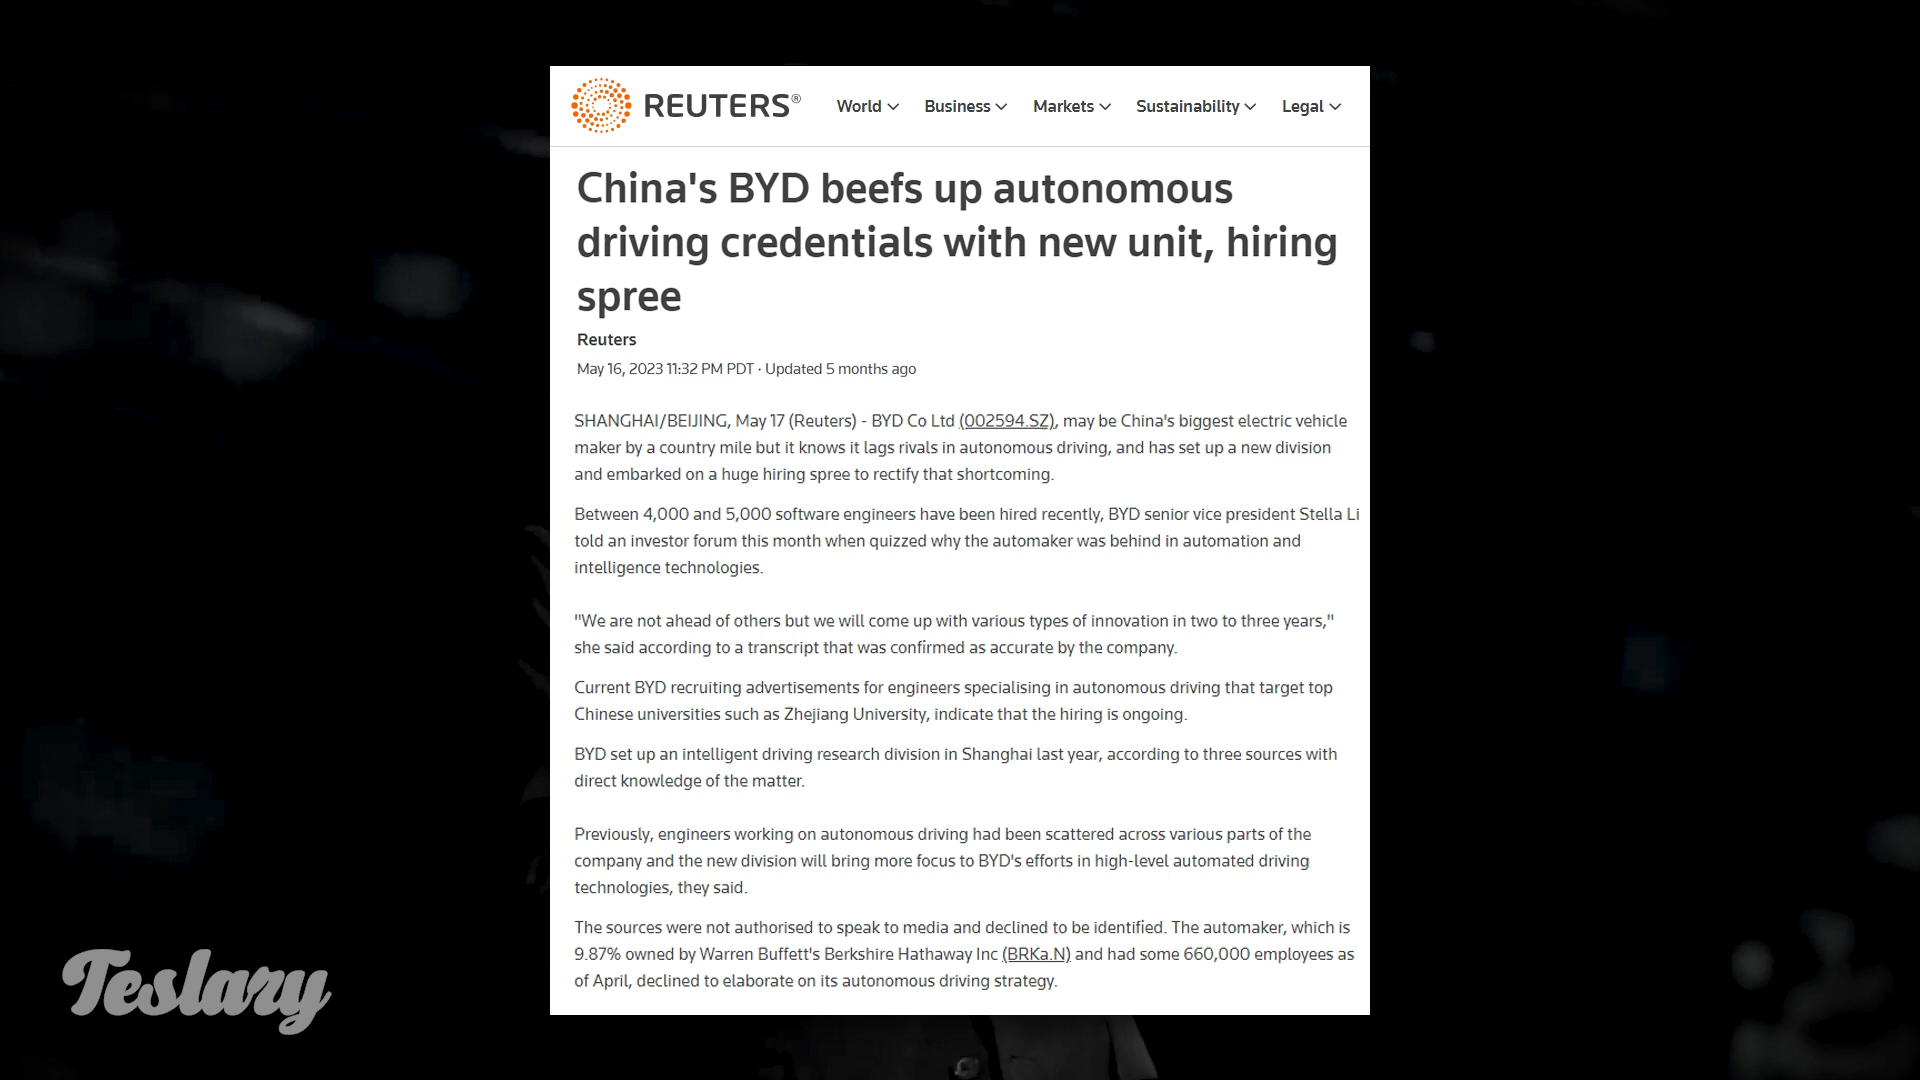 REUTERS®
World Business Markets Sustainability Legal
China's BYD beefs up autonomous
driving credentials with new unit, hiring
spree
Reuters
May 16, 2023 11:32 PM PDT · Updated 5 months ago
SHANGHAI/BEIJING, May 17 (Reuters) - BYD Co Ltd (002594.SZ), may be China's biggest electric vehicle
maker by a country mile but it knows it lags rivals in autonomous driving, and has set up a new division
and embarked on a huge hiring spree to rectify that shortcoming.
Between 4,000 and 5,000 software engineers have been hired recently, BYD senior vice president Stella Li
told an investor forum this month when quizzed why the automaker was behind in automation and
intelligence technologies.
"We are not ahead of others but we will come up with various types of innovation in two to three years,"
she said according to a transcript that was confirmed as accurate by the company.
Current BYD recruiting advertisements for engineers specialising in autonomous driving that target top
Chinese universities such as Zhejiang University, indicate that the hiring is ongoing.
BYD set up an intelligent driving research division in Shanghai last year, according to three sources with
direct knowledge of the matter.
Previously, engineers working on autonomous driving had been scattered across various parts of the
company and the new division will bring more focus to BYD's efforts in high-level automated driving
technologies, they said.
The sources were not authorised to speak to media and declined to be identified. The automaker, which is
9.87% owned by Warren Buffett's Berkshire Hathaway Inc (BRKa.N) and had some 660,000 employees as
of April, declined to elaborate on its autonomous driving strategy.
Teslary